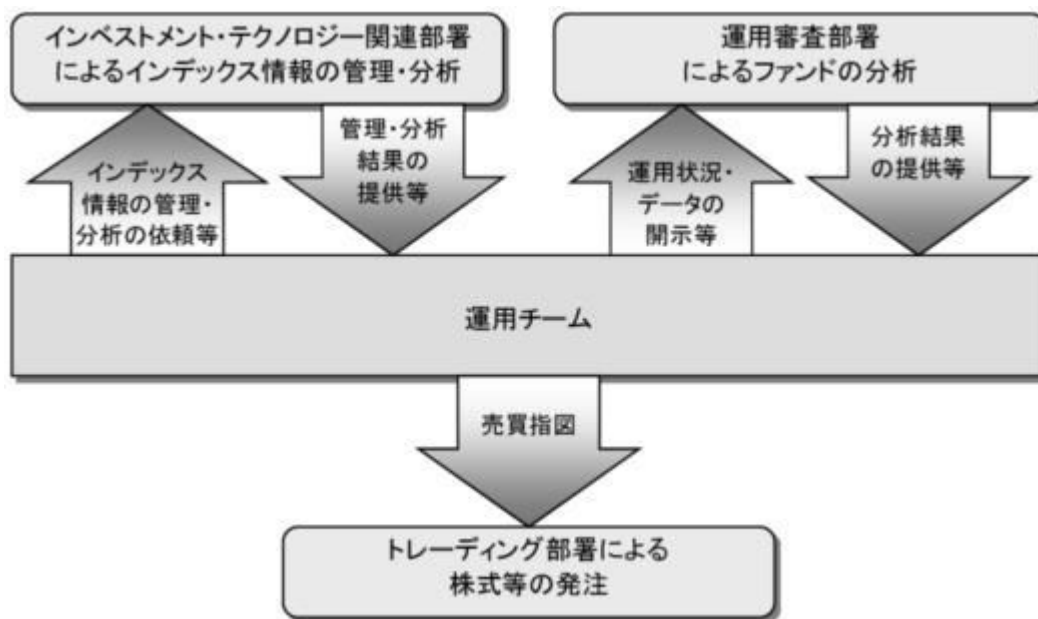 インベストメント・テクノロジー関連部署
によるインデックス情報の管理・分析
運用審査部署
によるファンドの分析
インデックス
情報の管理・
分析の依頼等
管理・分析
結果の
提供等
運用状況・
データの
開示等
分析結果
の提供等
運用チーム
売買指図
トレーディング部署による
株式等の発注